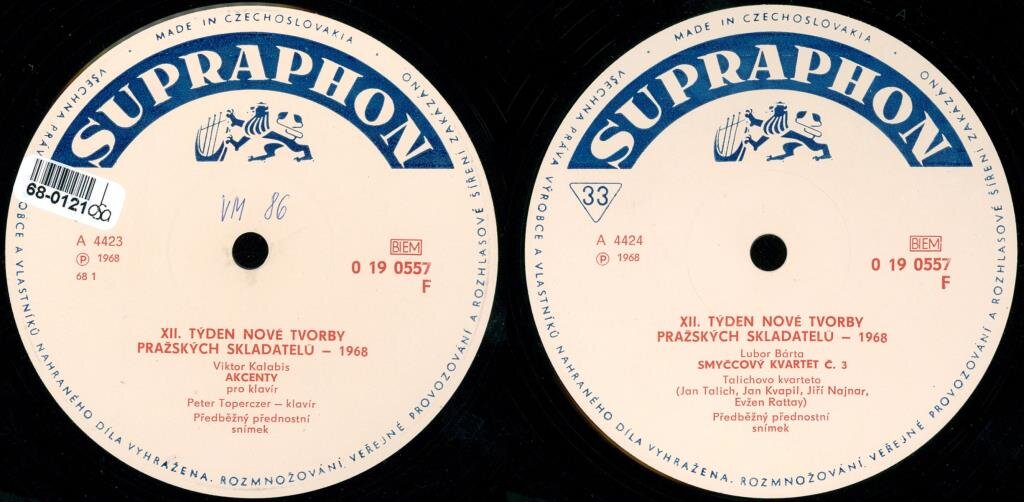 MADE IN CZECHOSLOVAKIA
SUPRAPHON
VŠECHNA PRÁVA VÝROBCE A VLASTNÍKŮ NAHRANÉHO DÍLA VYHRAŽENA. ROZMNOŽOVÁNÍ, VEŘEJNÉ PROVOZOVÁNÍ A ROZHLASOVÉ ŠÍŘENÍ ZAKÁZÁNO
68-0121
VM 86
A 4423
Ⓟ 1968
68 1
BIEM
0 19 0557
F
XII. TÝDEN NOVÉ TVORBY
PRAŽSKÝCH SKLADATELŮ – 1968
Viktor Kalabis
AKCENTY
pro klavír
Peter Toperczer – klavír
Předběžný přednostní
snímek
MADE IN CZECHOSLOVAKIA
SUPRAPHON
VŠECHNA PRÁVA VÝROBCE A VLASTNÍKŮ NAHRANÉHO DÍLA VYHRAŽENA. ROZMNOŽOVÁNÍ, VEŘEJNÉ PROVOZOVÁNÍ A ROZHLASOVÉ ŠÍŘENÍ ZAKÁZÁNO
33
A 4424
Ⓟ 1968
BIEM
0 19 0557
F
XII. TÝDEN NOVÉ TVORBY
PRAŽSKÝCH SKLADATELŮ – 1968
Lubor Bárta
SMYČCOVÝ KVARTET Č. 3
Talichovo kvarteto
(Jan Talich, Jan Kvapil, Jiří Najnar,
Evžen Rattay)
Předběžný přednostní
snímek